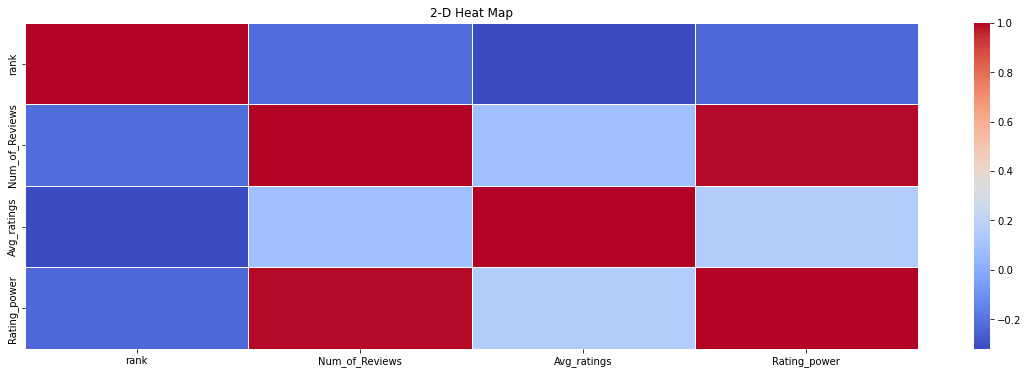 2-D Heat Map
rank
Num_of_Reviews
Avg_ratings
Rating_power
rank
Num_of_Reviews
Avg_ratings
Rating_power
1.0
0.8
0.6
0.4
0.2
0.0
−0.2